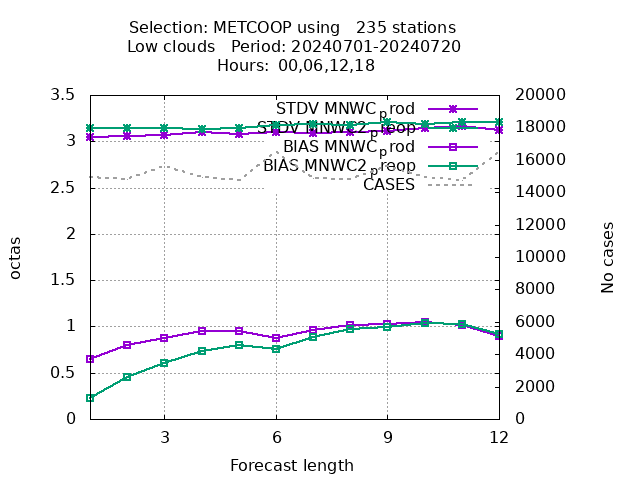 Selection: METCOOP using 235 stations
Low clouds Period: 20240701-20240720
Hours: 00,06,12,18
STDV MNWC_prod
STDV MNWC2_preop
BIAS MNWC_prod
BIAS MNWC2_preop
CASES
octas
3.5
3
2.5
2
1.5
1
0.5
0
20000
18000
16000
14000
12000
10000
8000
6000
4000
2000
0
No cases
3 6 9 12
Forecast length